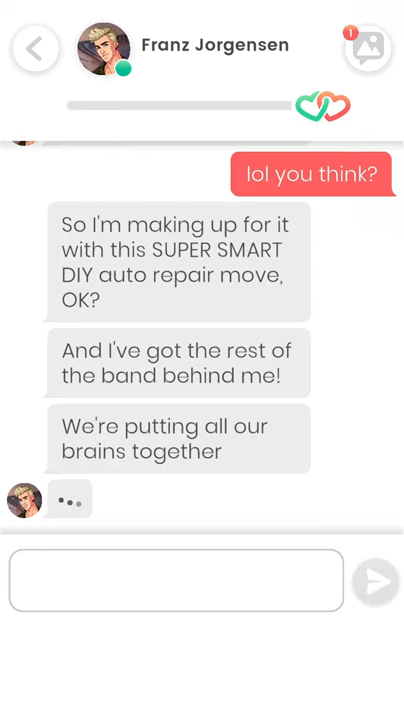 Franz Jorgensen
1
lol you think?
So I'm making up for it
with this SUPER SMART
DIY auto repair move,
OK?
And I've got the rest of
the band behind me!
We're putting all our
brains together